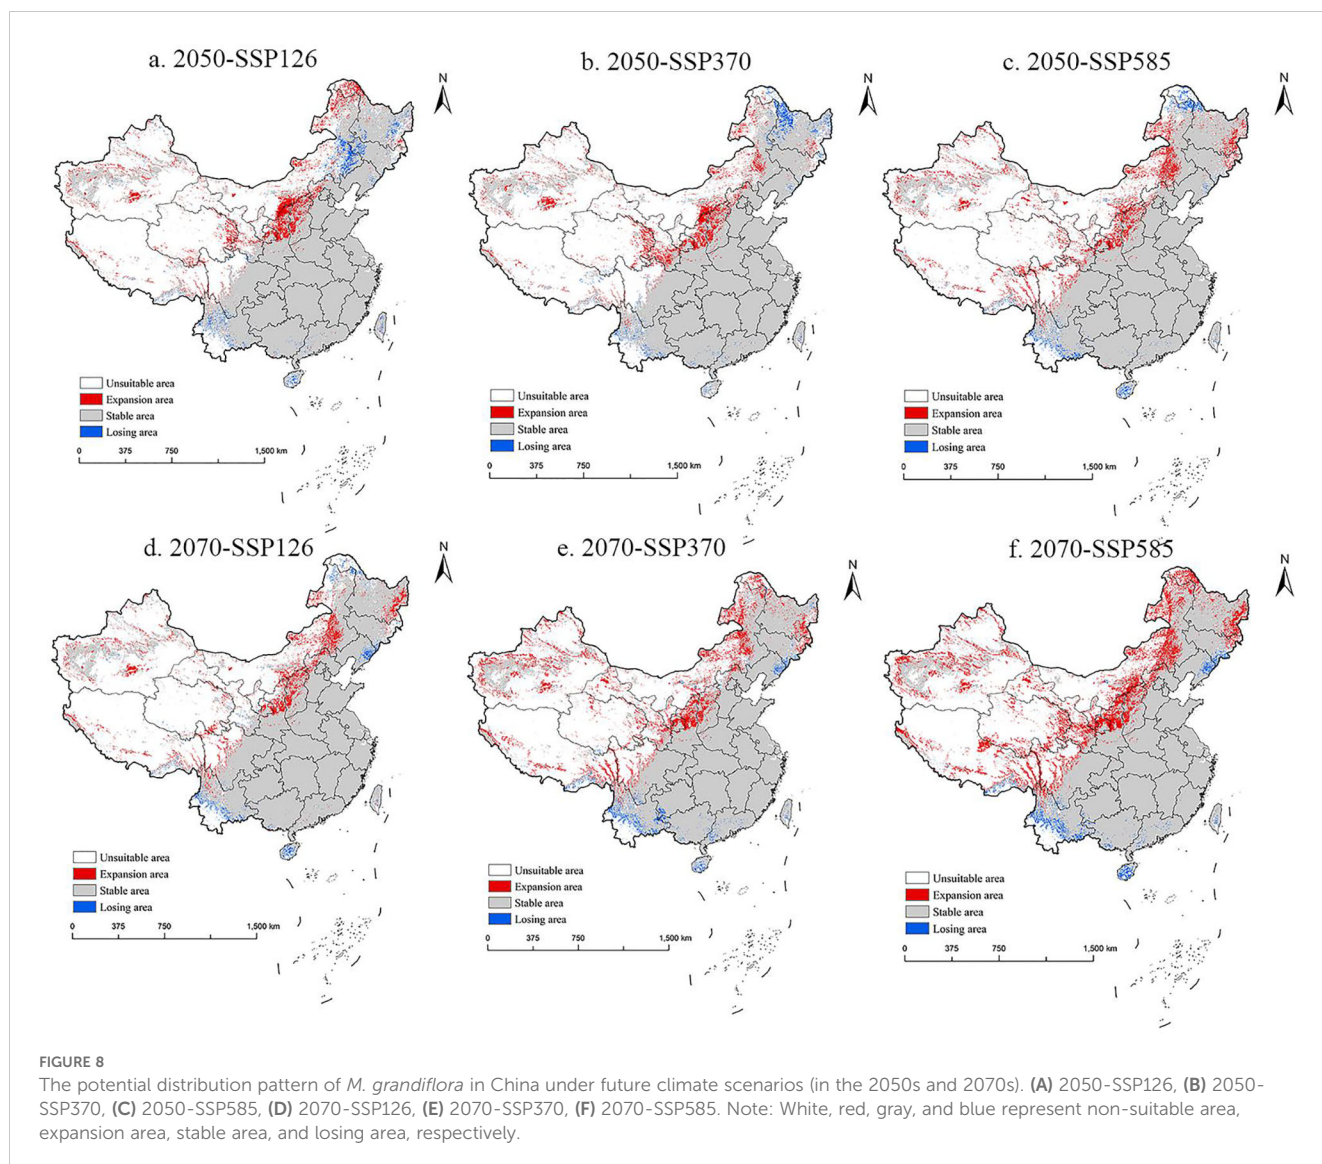 a. 2050-SSP126
b. 2050-SSP370
c. 2050-SSP585
N
N
N
Unsuitable area
Expansion area
Stable area
Losing area
0 375 750 1,500 km
Unsuitable area
Expansion area
Stable area
Losing area
0 375 750 1,500 km
Unsuitable area
Expansion area
Stable area
Losing area
0 375 750 1,500 km
d. 2070-SSP126
e. 2070-SSP370
f. 2070-SSP585
N
N
N
Unsuitable area
Expansion area
Stable area
Losing area
0 375 750 1,500 km
Unsuitable area
Expansion area
Stable area
Losing area
0 375 750 1,500 km
Unsuitable area
Expansion area
Stable area
Losing area
0 375 750 1,500 km
FIGURE 8
The potential distribution pattern of M. grandiflora in China under future climate scenarios (in the 2050s and 2070s). (A) 2050-SSP126, (B) 2050-
SSP370, (C) 2050-SSP585, (D) 2070-SSP126, (E) 2070-SSP370, (F) 2070-SSP585. Note: White, red, gray, and blue represent non-suitable area,
expansion area, stable area, and losing area, respectively.